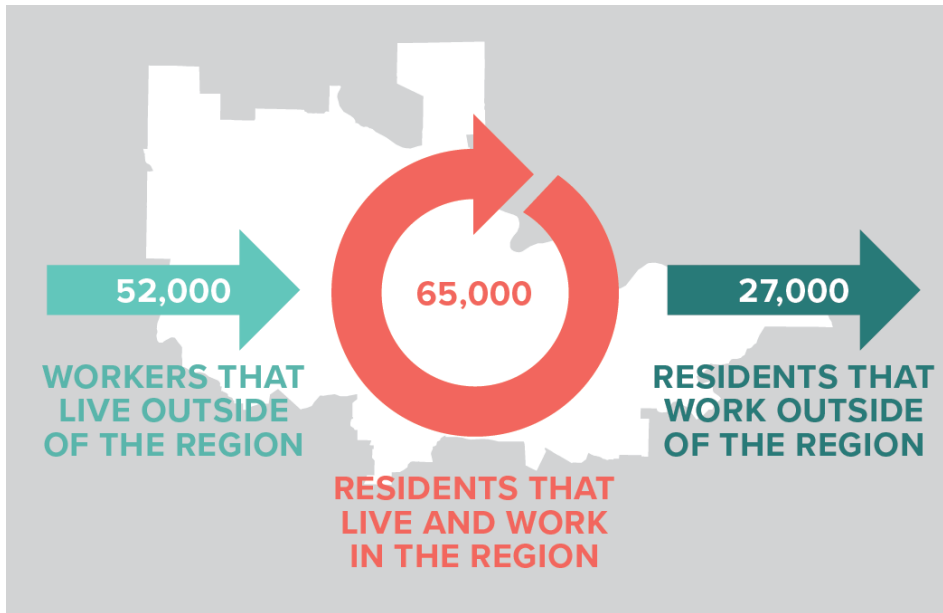 52,000
WORKERS THAT
LIVE OUTSIDE
OF THE REGION
65,000
RESIDENTS THAT
LIVE AND WORK
IN THE REGION
27,000
RESIDENTS THAT
WORK OUTSIDE
OF THE REGION